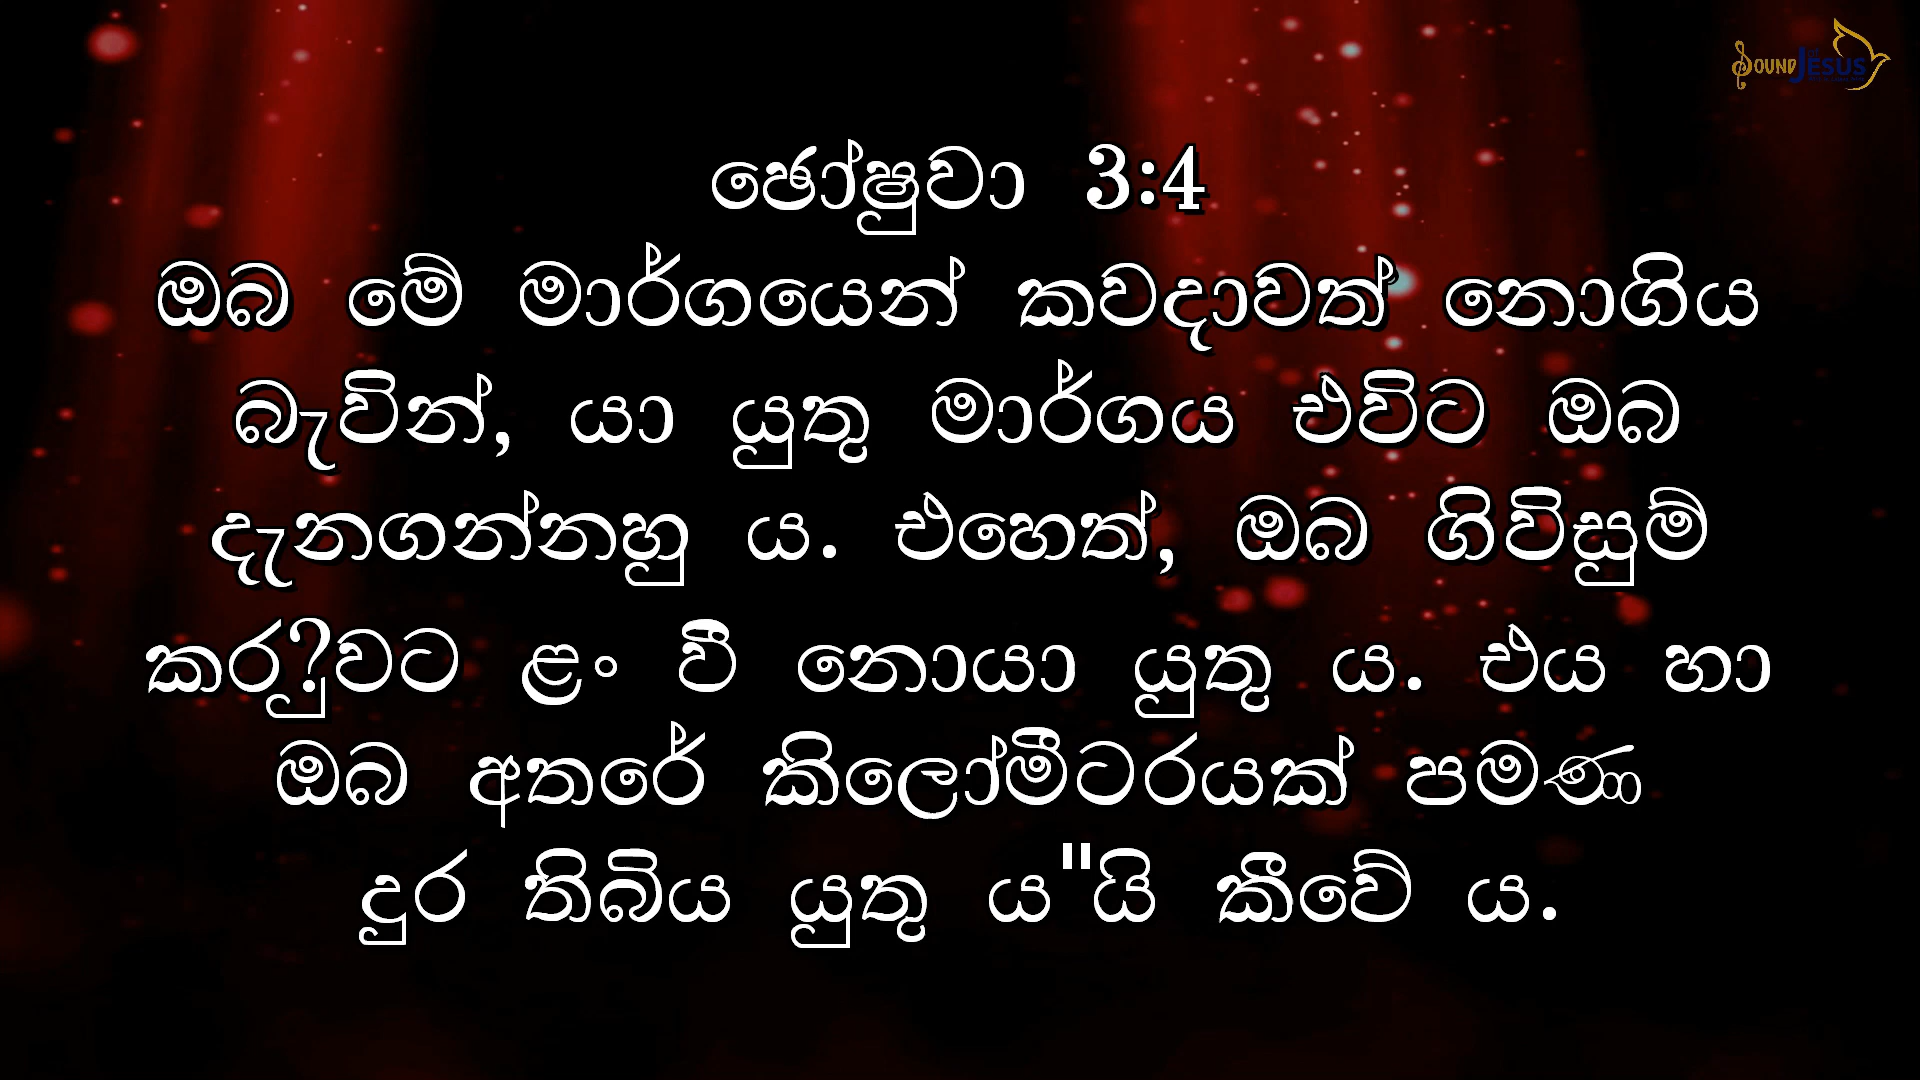 SOUND OF JESUS
ජෝෂුවා 3:4
ඔබ මේ මාර්ගයෙන් කවදාවත් නොගිය
බැවින්, යා යුතු මාර්ගය එවිට ඔබ
දැනගන්නහු ය. එහෙත්, ඔබ ගිවිසුම්
කර?ුවට ළං වී නොයා යුතු ය. එය හා
ඔබ අතරේ කිලෝමීටරයක් පමණ
දුර තිබිය යුතු ය"යි කීවේ ය.